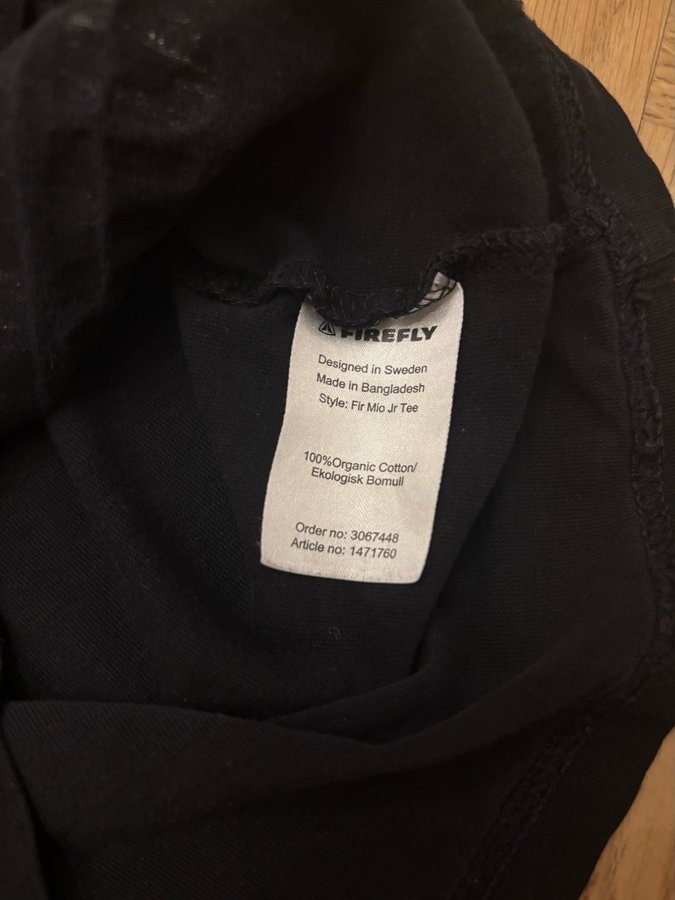 FIREFLY
Designed in Sweden
Made in Bangladesh
Style: Fir Mio Jr Tee
100%Organic Cotton/
Ekologisk Bomull
Order no: 3067448
Article no: 1471760